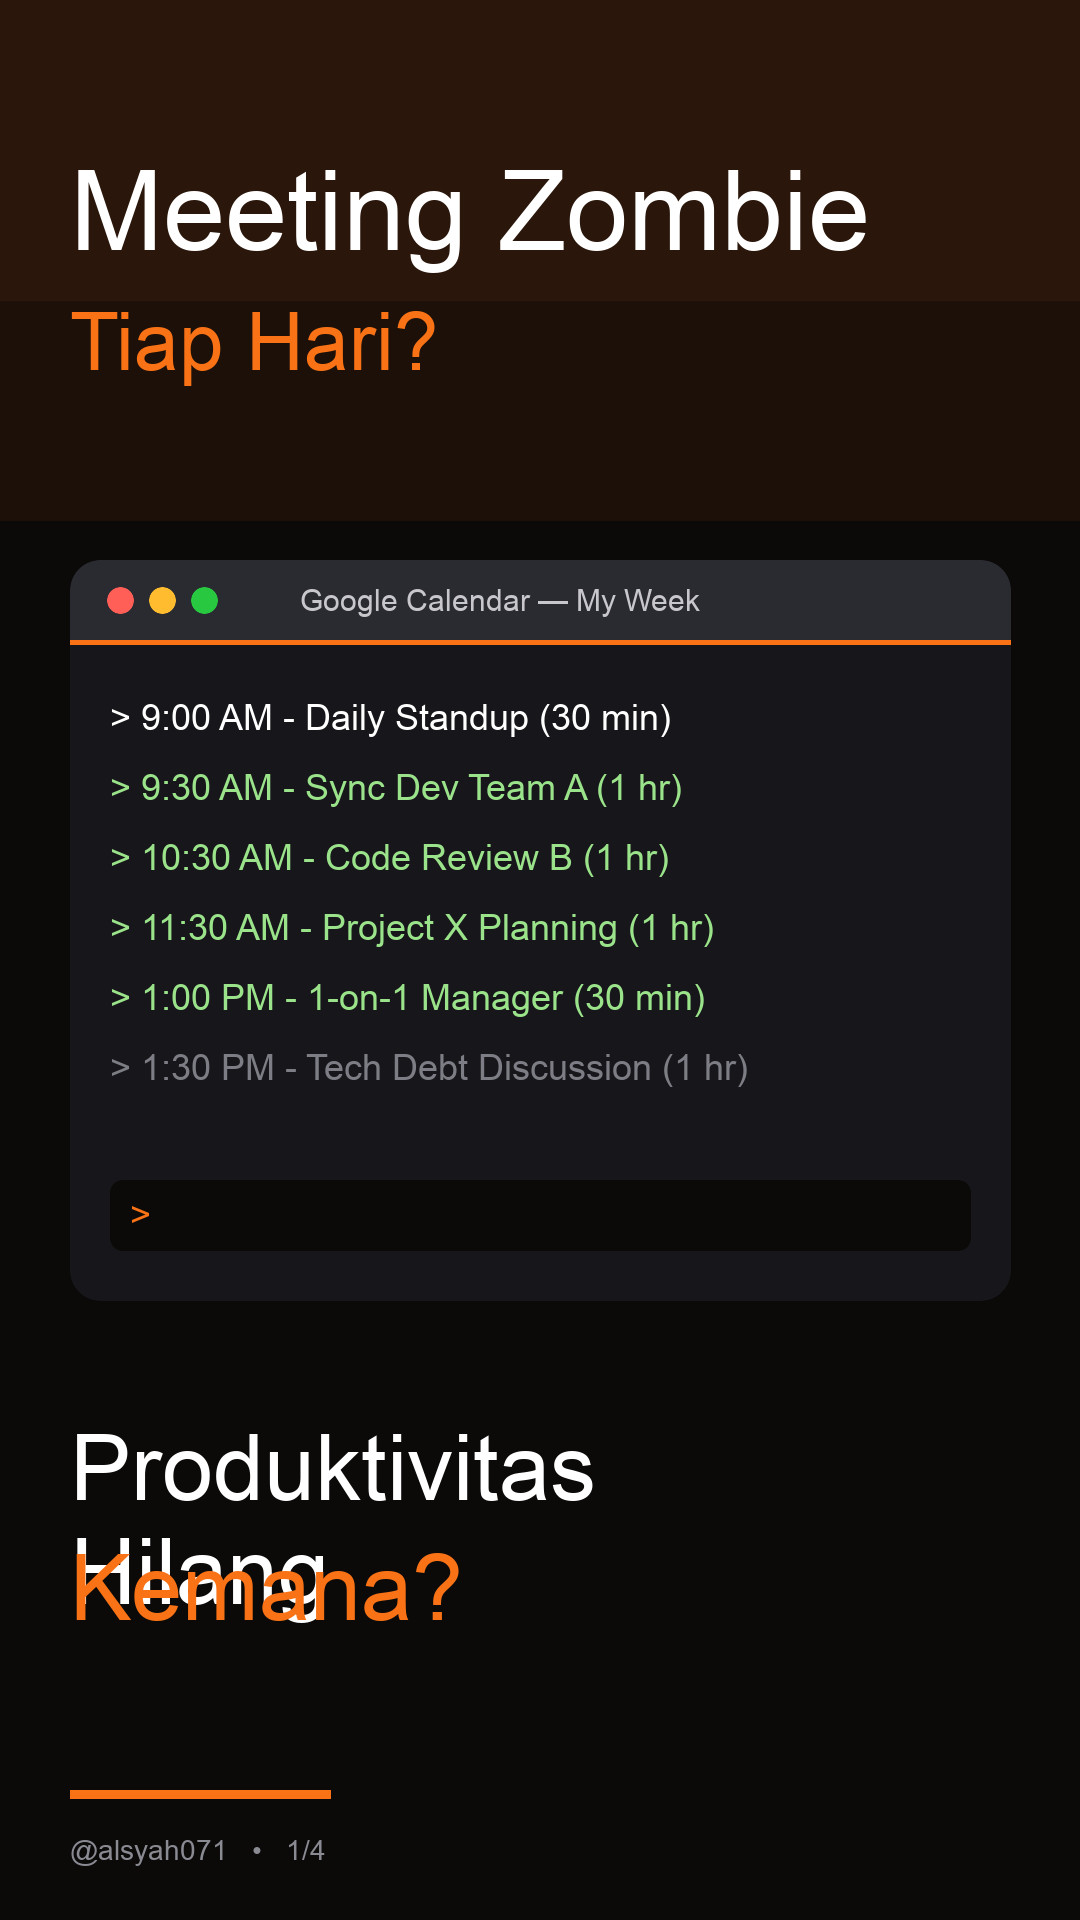 Meeting Zombie
Tiap Hari?
Google Calendar — My Week
> 9:00 AM - Daily Standup (30 min)
> 9:30 AM - Sync Dev Team A (1 hr)
> 10:30 AM - Code Review B (1 hr)
> 11:30 AM - Project X Planning (1 hr)
> 1:00 PM - 1-on-1 Manager (30 min)
> 1:30 PM - Tech Debt Discussion (1 hr)
>
Produktivitas
Hilang
Kemana?
@alsyah071 • 1/4